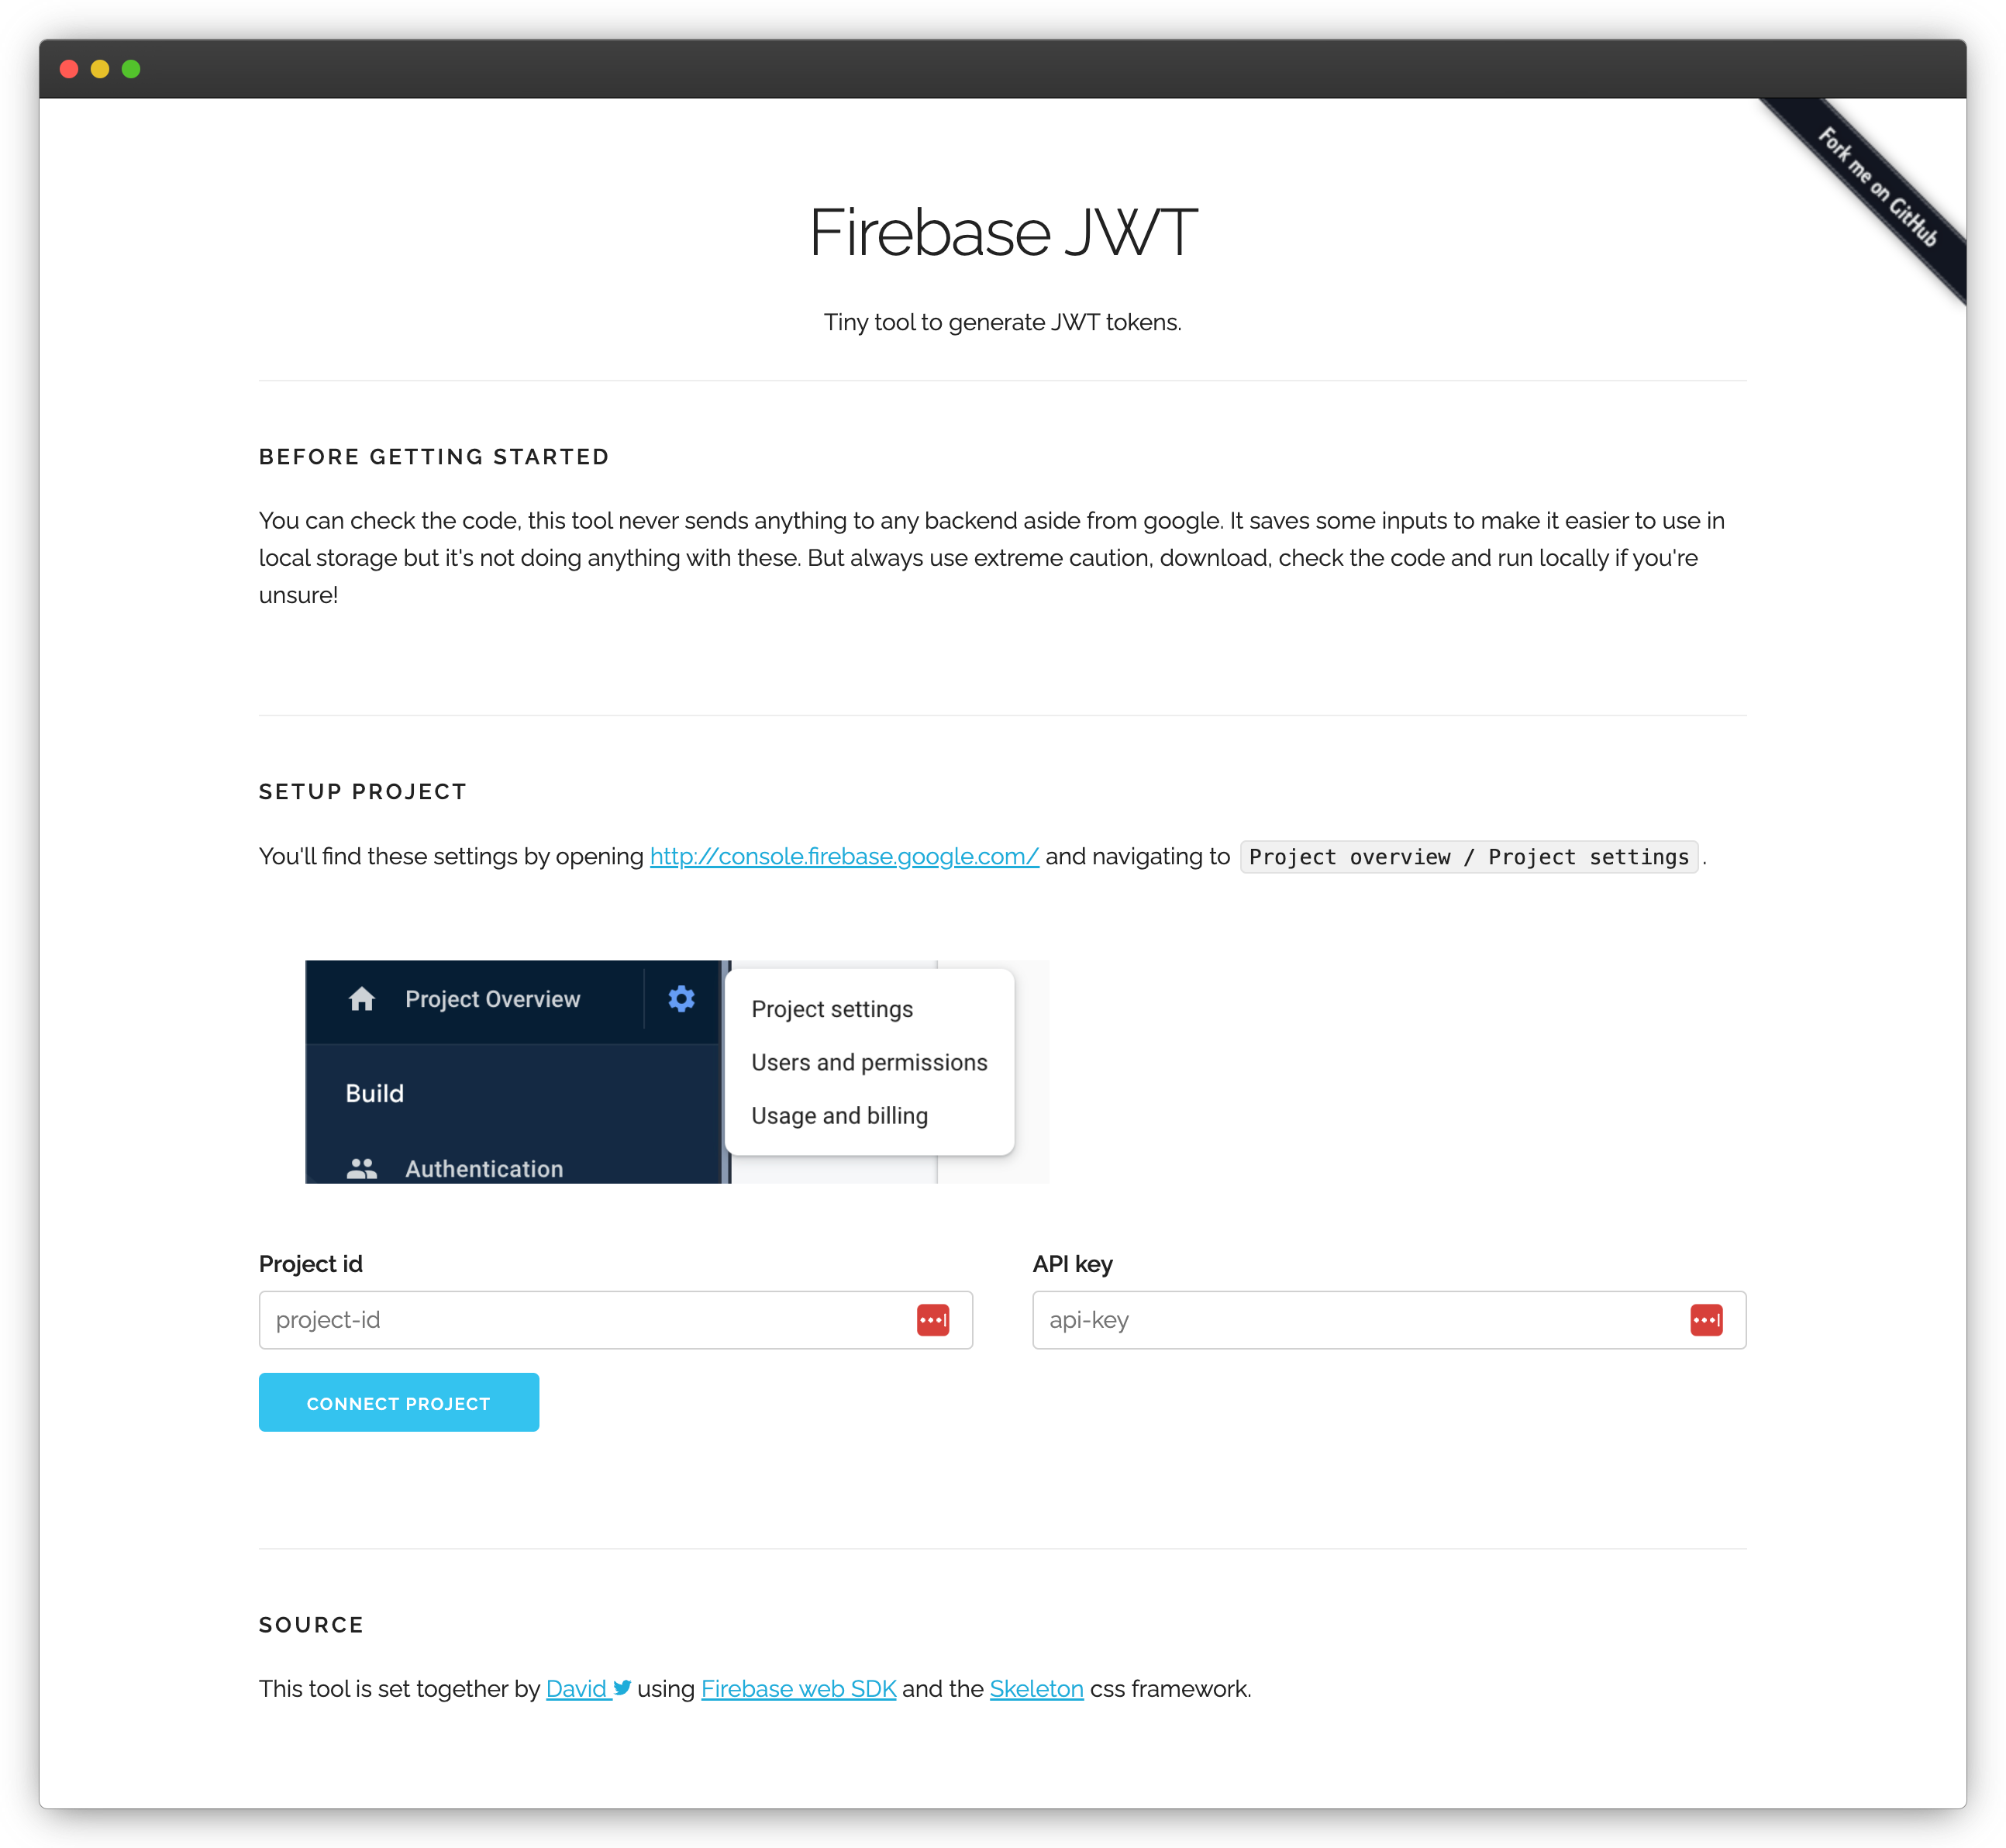 Fork me on GitHub
Firebase JWT
Tiny tool to generate JWT tokens.
BEFORE GETTING STARTED
You can check the code, this tool never sends anything to any backend aside from google. It saves some inputs to make it easier to use in
local storage but it's not doing anything with these. But always use extreme caution, download, check the code and run locally if you're
unsure!
SETUP PROJECT
You'll find these settings by opening http://console.firebase.google.com/ and navigating to Project overview / Project settings .
Project Overview
Project settings
Users and permissions
Build
Usage and billing
Authentication
Project id
API key
project-id
api-key
CONNECT PROJECT
SOURCE
This tool is set together by David using Firebase web SDK and the Skeleton css framework.